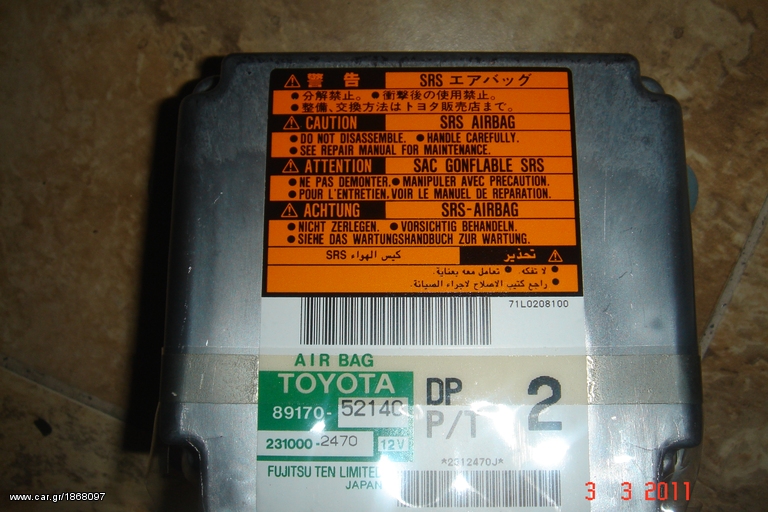 警告 SRS エアバッグ
●分解禁止。 ●衝撃後の使用禁止。
●整備、交換方法はトヨタ販売店まで。
CAUTION SRS AIRBAG
●DO NOT DISASSEMBLE. ●HANDLE CAREFULLY.
●SEE REPAIR MANUAL FOR MAINTENANCE.
ATTENTION SAC GONFLABLE SRS
●NE PAS DEMONTER. ●MANIPULER AVEC PRECAUTION.
●POUR L'ENTRETIEN, VOIR LE MANUEL DE REPARATION.
ACHTUNG SRS-AIRBAG
●NICHT ZERLEGEN. ●VORSICHTIG BEHANDELN.
●SIEHE DAS WARTUNGSHANDBUCH ZUR WARTUNG.
تحذير كيس الهواء SRS
● لا تفكه. ● تعامل معه بعناية.
● راجع كتيب الاصلاح لاجراء الصيانة.
71L0208100
AIR BAG
TOYOTA
89170-52140
231000-2470 12V
FUJITSU TEN LIMITED
JAPAN
DP
P/T
2
*2312470J*
3 3 2011
www.car.gr/1868097